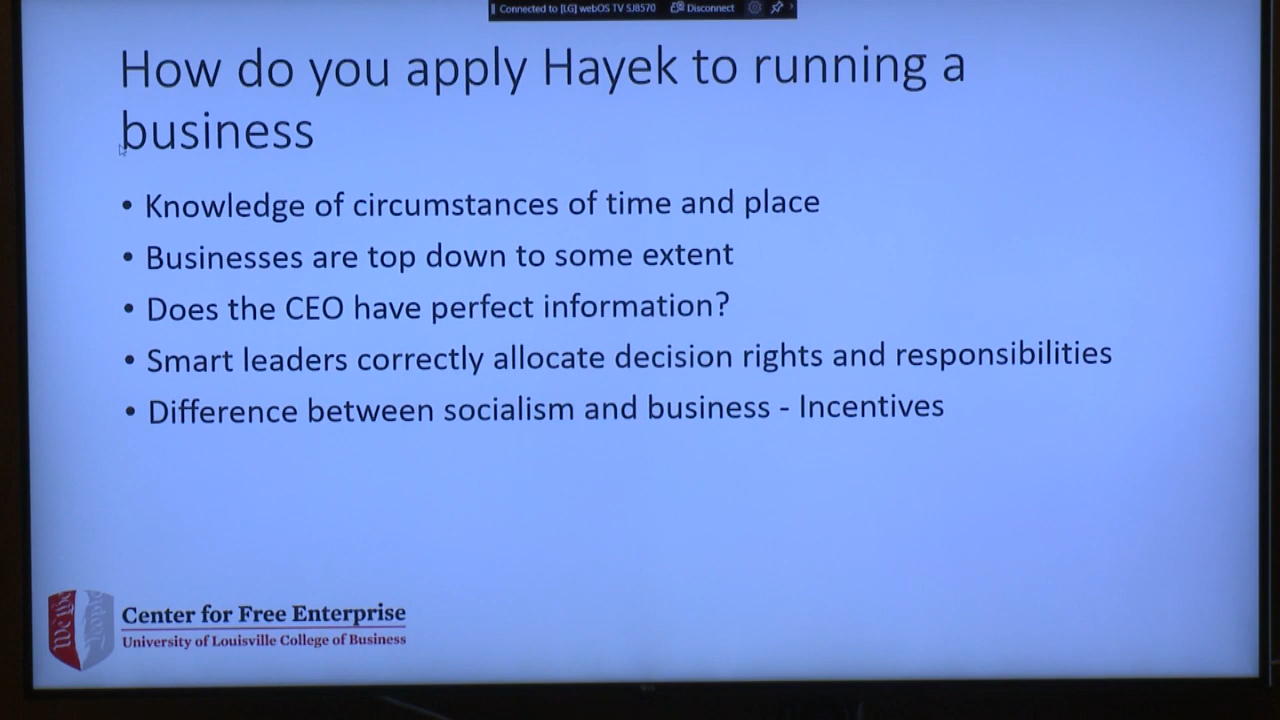 Connected to [LG] webOS TV SJ8570 Disconnect
How do you apply Hayek to running a
business
• Knowledge of circumstances of time and place
• Businesses are top down to some extent
• Does the CEO have perfect information?
• Smart leaders correctly allocate decision rights and responsibilities
• Difference between socialism and business - Incentives
We the
Center for Free Enterprise
University of Louisville College of Business